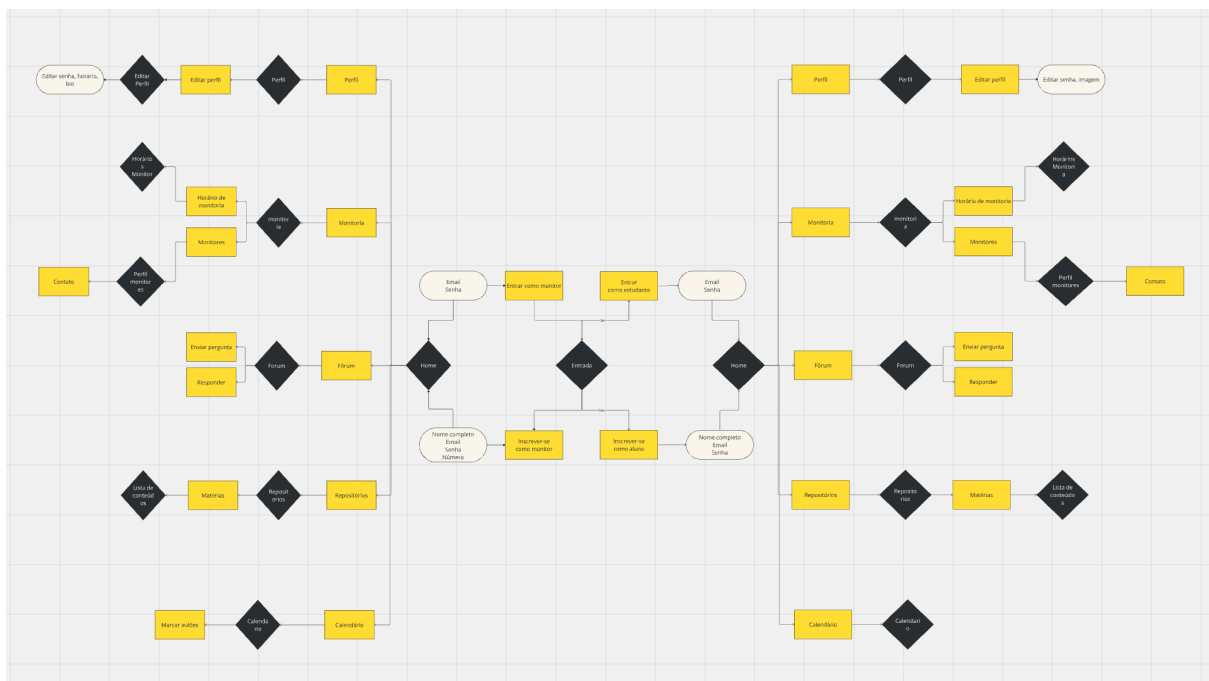 Editar senha, horário,
bio
Editar
Perfil
Editar perfil
Perfil
Perfil
Perfil
Perfil
Editar perfil
Editar senha, imagem
Horário
s
Monitor
Horário de
monitoria
monitor
ia
Monitoria
Monitores
Contato
Perfil
monitor
es
Monitoria
monitori
a
Horário de monitoria
Horários
Monitori
a
Monitores
Perfil
monitores
Contato
Email
Senha
Entrar como monitor
Entrar
como estudante
Email
Senha
Enviar pergunta
Responder
Forum
Fórum
Home
Entrada
Home
Fórum
Forum
Enviar pergunta
Responder
Nome completo
Email
Senha
Número
Inscrever-se
como monitor
Inscrever-se
como aluno
Nome completo
Email
Senha
Lista de
conteúd
os
Matérias
Reposit
órios
Repositórios
Repositórios
Reposito
rios
Matérias
Lista de
conteúdo
s
Marcar aulões
Calenda
rio
Calendário
Calendário
Calendari
o